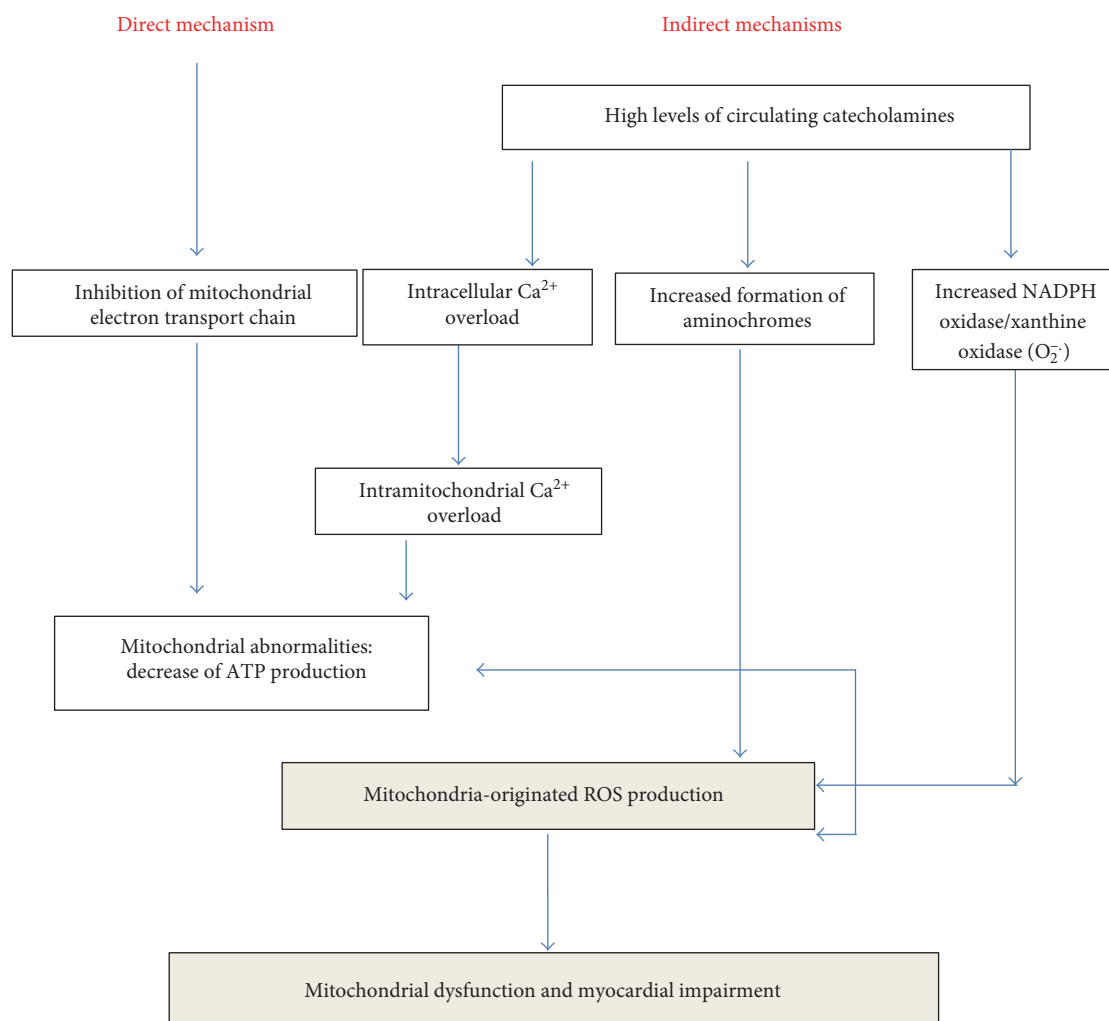 Direct mechanism
Indirect mechanisms
High levels of circulating catecholamines
Inhibition of mitochondrial
electron transport chain
Intracellular Ca²⁺
overload
Increased formation of
aminochromes
Increased NADPH
oxidase/xanthine
oxidase (O₂⁻·)
Intramitochondrial Ca²⁺
overload
Mitochondrial abnormalities:
decrease of ATP production
Mitochondria-originated ROS production
Mitochondrial dysfunction and myocardial impairment